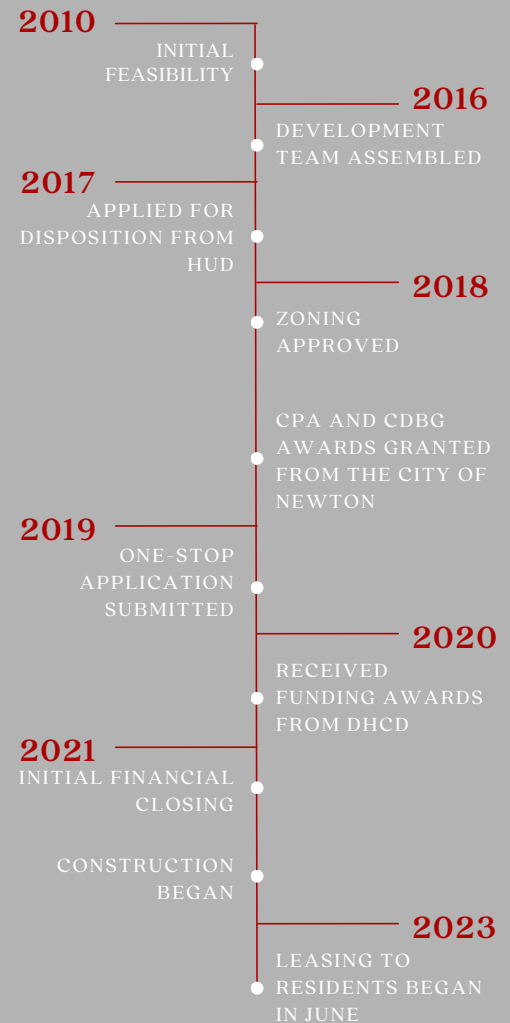 2010
INITIAL
FEASIBILITY
2016
DEVELOPMENT
TEAM ASSEMBLED
2017
APPLIED FOR
DISPOSITION FROM
HUD
2018
ZONING
APPROVED
CPA AND CDBG
AWARDS GRANTED
FROM THE CITY OF
NEWTON
2019
ONE-STOP
APPLICATION
SUBMITTED
2020
RECEIVED
FUNDING AWARDS
FROM DHCD
2021
INITIAL FINANCIAL
CLOSING
CONSTRUCTION
BEGAN
2023
LEASING TO
RESIDENTS BEGAN
IN JUNE